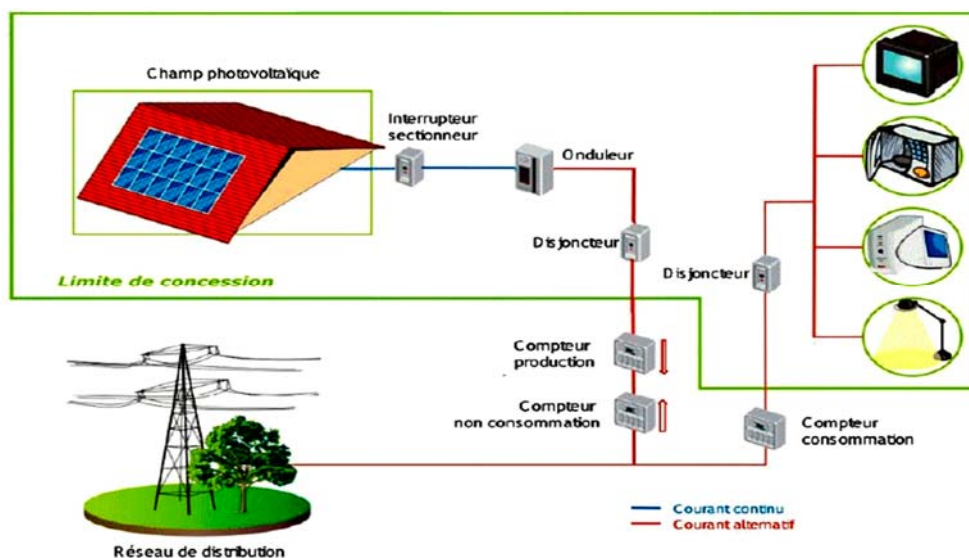 Champ photovoltaïque
Interrupteur
sectionneur
Onduleur
Disjoncteur
Disjoncteur
Limite de concession
Compteur
production
Compteur
non consommation
Compteur
consommation
Courant continu
Courant alternatif
Réseau de distribution